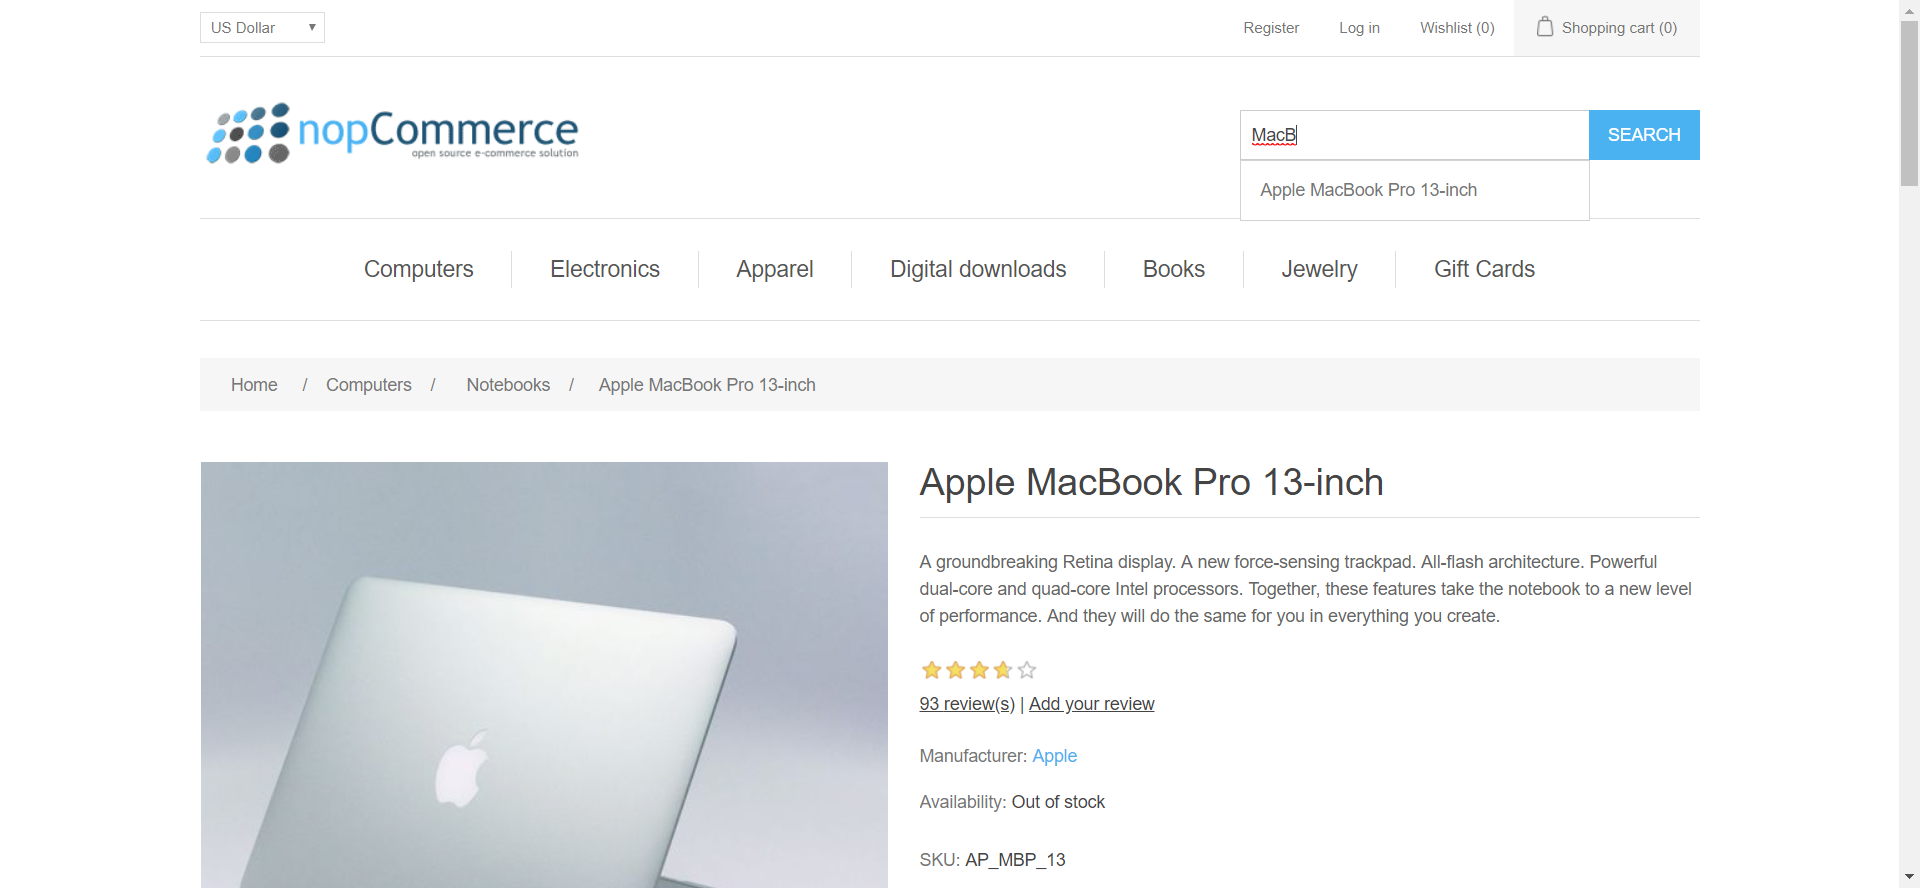 US Dollar
Register
Log in
Wishlist (0)
Shopping cart (0)
nopCommerce
open source e-commerce solution
MacB
SEARCH
Apple MacBook Pro 13-inch
Computers
Electronics
Apparel
Digital downloads
Books
Jewelry
Gift Cards
Home / Computers / Notebooks / Apple MacBook Pro 13-inch
Apple MacBook Pro 13-inch
A groundbreaking Retina display. A new force-sensing trackpad. All-flash architecture. Powerful
dual-core and quad-core Intel processors. Together, these features take the notebook to a new level
of performance. And they will do the same for you in everything you create.
93 review(s) | Add your review
Manufacturer: Apple
Availability: Out of stock
SKU: AP_MBP_13